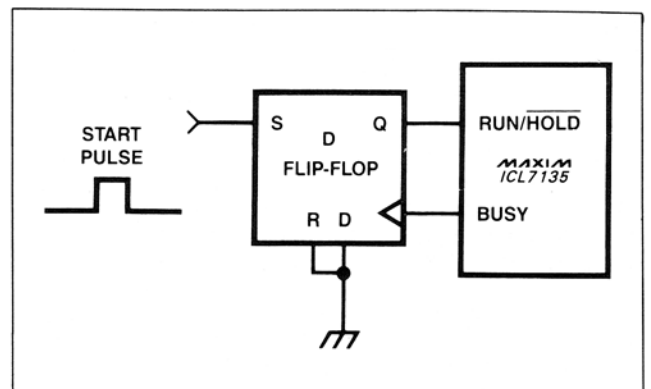 START
PULSE
S
D
Q
FLIP-FLOP
R D
RUN/HOLD
MAXIM
ICL7135
BUSY